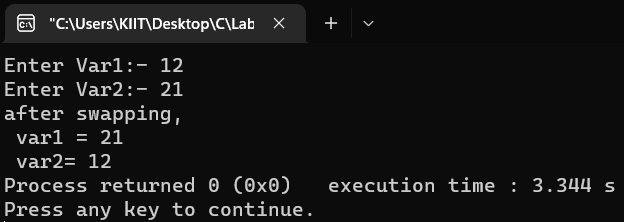 "C:\Users\KIIT\Desktop\C\Lab
Enter Var1:- 12
Enter Var2:- 21
after swapping,
 var1 = 21
 var2= 12
Process returned 0 (0x0)   execution time : 3.344 s
Press any key to continue.